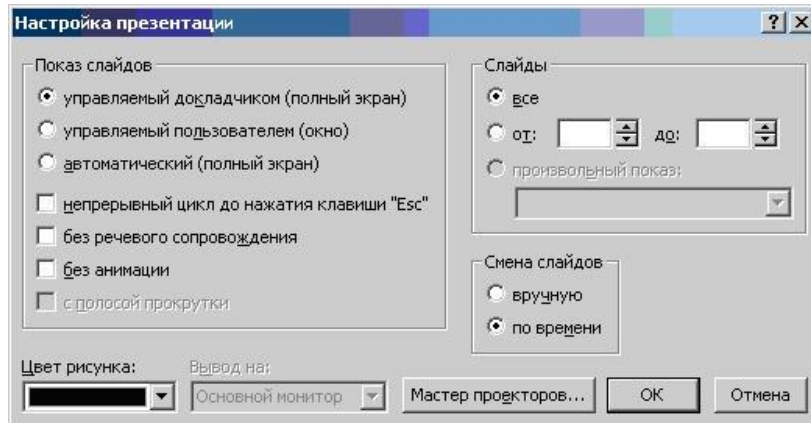 Настройка презентации
Показ слайдов
управляемый докладчиком (полный экран)
управляемый пользователем (окно)
автоматический (полный экран)
непрерывный цикл до нажатия клавиши "Esc"
без речевого сопровождения
без анимации
с полосой прокрутки
Слайды
все
от: до:
произвольный показ:
Смена слайдов
вручную
по времени
Цвет рисунка: Вывод на:
Основной монитор Мастер проекторов... ОК Отмена